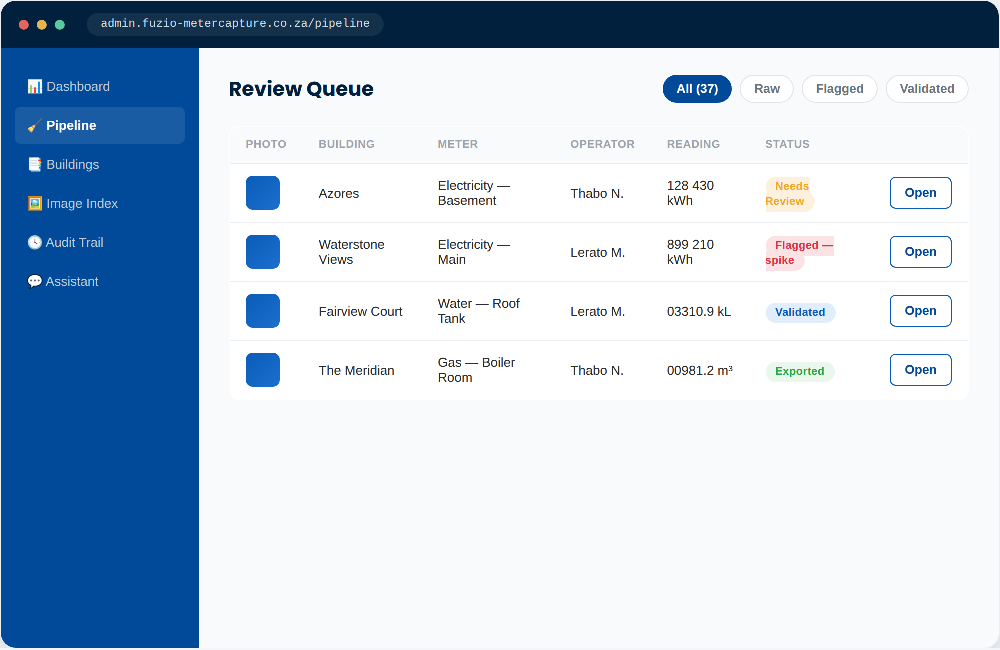 admin.fuzio-metercapture.co.za/pipeline
Dashboard
Pipeline
Buildings
Image Index
Audit Trail
Assistant
Review Queue
All (37)
Raw
Flagged
Validated
PHOTO BUILDING METER OPERATOR READING STATUS
Azores
Electricity —
Basement
Thabo N.
128 430
kWh
Needs
Review
Open
Waterstone
Views
Electricity —
Main
Lerato M.
899 210
kWh
Flagged —
spike
Open
Fairview Court
Water — Roof
Tank
Lerato M.
03310.9 kL
Validated
Open
The Meridian
Gas — Boiler
Room
Thabo N.
00981.2 m³
Exported
Open